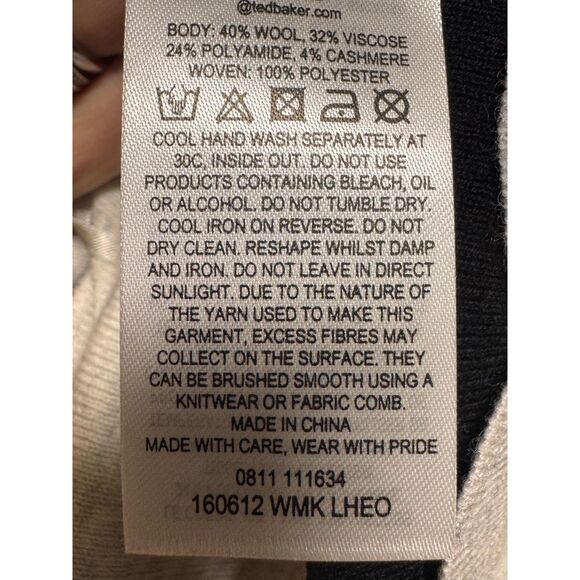 @tedbaker.com
BODY: 40% WOOL, 32% VISCOSE
24% POLYAMIDE, 4% CASHMERE
WOVEN: 100% POLYESTER
COOL HAND WASH SEPARATELY AT
30C, INSIDE OUT. DO NOT USE
PRODUCTS CONTAINING BLEACH, OIL
OR ALCOHOL. DO NOT TUMBLE DRY.
COOL IRON ON REVERSE. DO NOT
DRY CLEAN. RESHAPE WHILST DAMP
AND IRON. DO NOT LEAVE IN DIRECT
SUNLIGHT. DUE TO THE NATURE OF
THE YARN USED TO MAKE THIS
GARMENT, EXCESS FIBRES MAY
COLLECT ON THE SURFACE. THEY
CAN BE BRUSHED SMOOTH USING A
KNITWEAR OR FABRIC COMB.
MADE IN CHINA
MADE WITH CARE, WEAR WITH PRIDE
0811 111634
160612 WMK LHEO